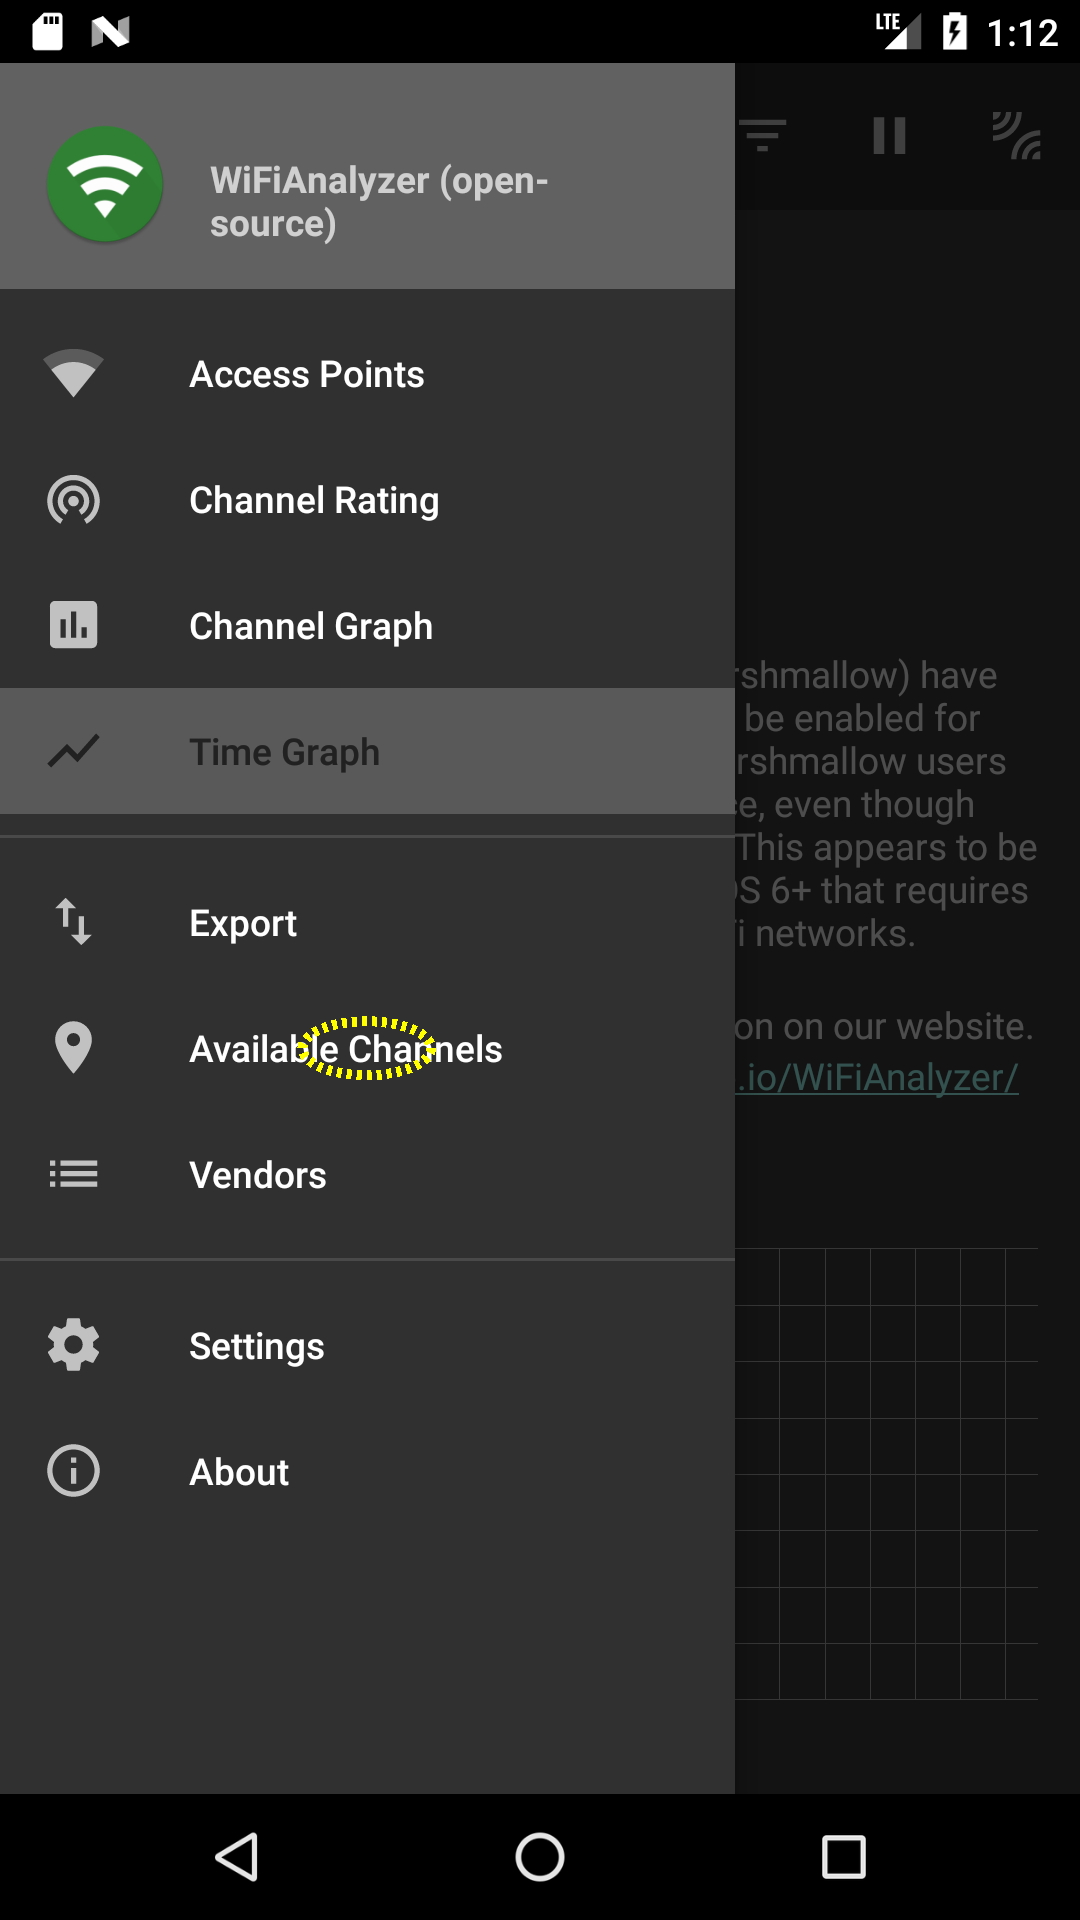 LTE 1:12
WiFiAnalyzer (open-
source)
Access Points
Channel Rating
Channel Graph
Time Graph
Export
Available Channels
Vendors
Settings
About
rshmallow) have
be enabled for
rshmallow users
ce, even though
This appears to be
OS 6+ that requires
i networks.
on on our website.
.io/WiFiAnalyzer/